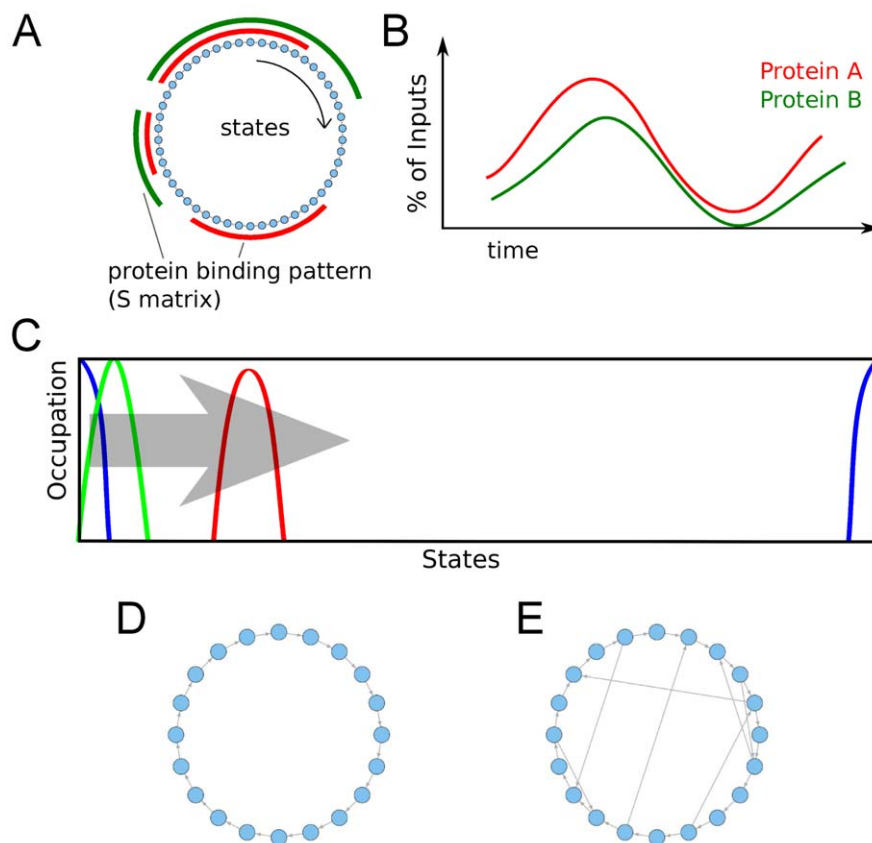 A
states
protein binding pattern
(S matrix)
B
Protein A
Protein B
% of Inputs
time
C
Occupation
States
D
E